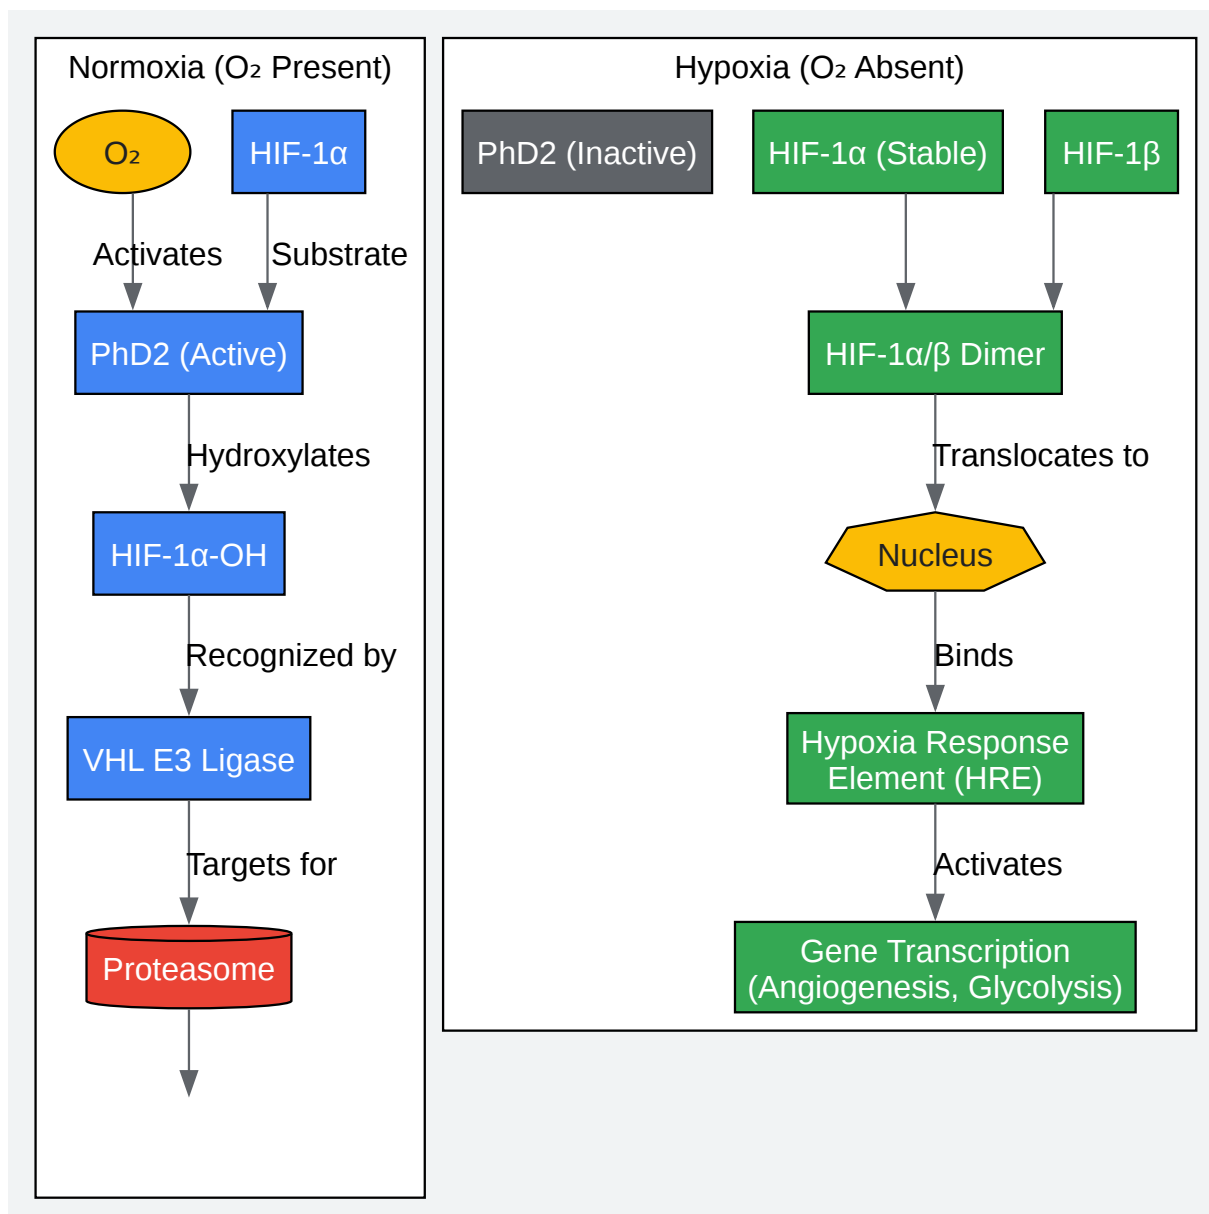 Normoxia (O₂ Present)
O₂
HIF-1α
Activates
Substrate
PhD2 (Active)
Hydroxylates
HIF-1α-OH
Recognized by
VHL E3 Ligase
Targets for
Proteasome
Hypoxia (O₂ Absent)
PhD2 (Inactive)
HIF-1α (Stable)
HIF-1β
HIF-1α/β Dimer
Translocates to
Nucleus
Binds
Hypoxia Response
Element (HRE)
Activates
Gene Transcription
(Angiogenesis, Glycolysis)